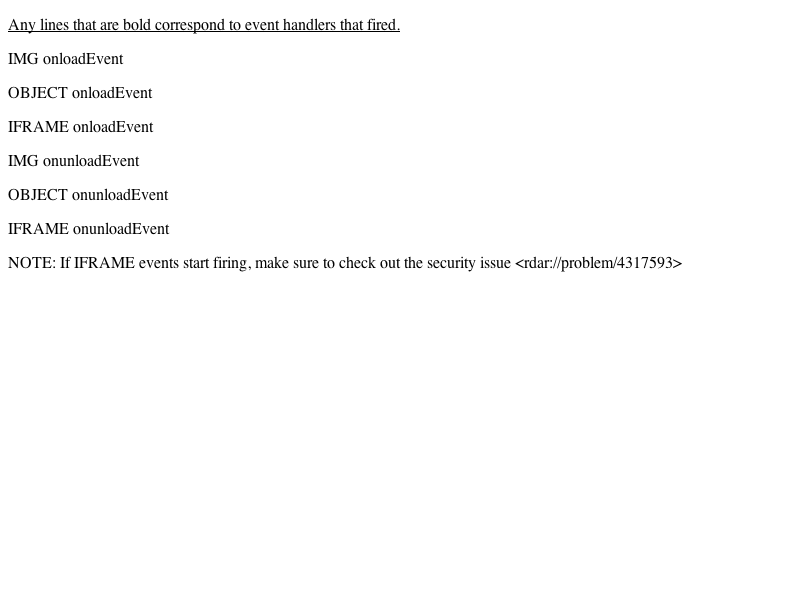 Any lines that are bold correspond to event handlers that fired.
IMG onloadEvent
OBJECT onloadEvent
IFRAME onloadEvent
IMG onunloadEvent
OBJECT onunloadEvent
IFRAME onunloadEvent
NOTE: If IFRAME events start firing, make sure to check out the security issue <rdar://problem/4317593>